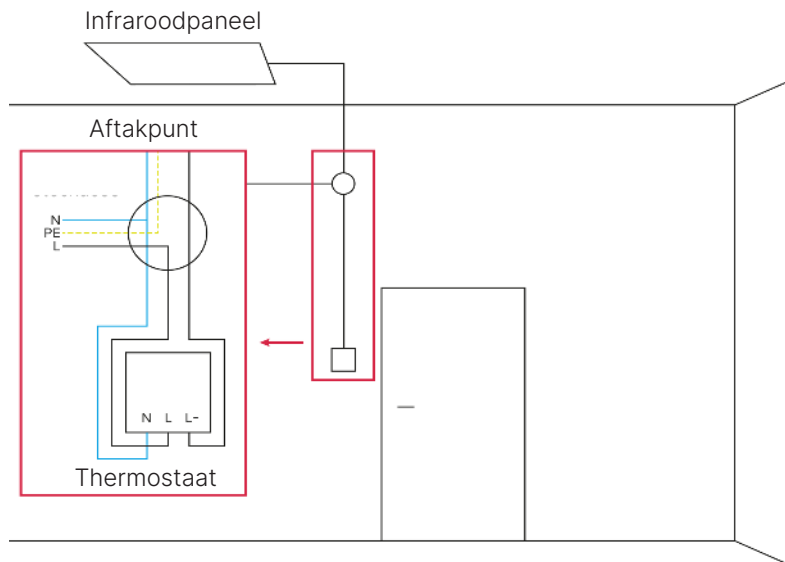 Infraroodpaneel
Aftakpunt
N
PE
L
N L L-
Thermostaat